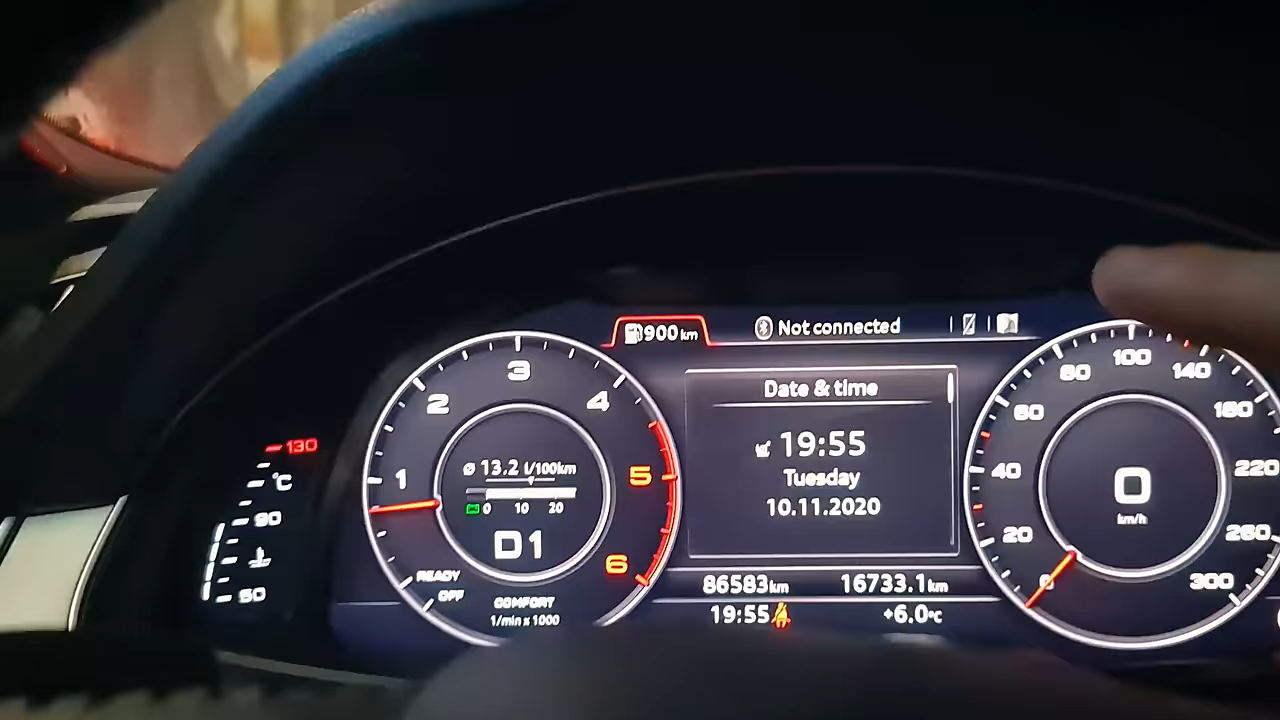 900 km
Not connected
Date & time
19:55
Tuesday
10.11.2020
86583 km 16733.1 km
19:55 +6.0°C
130
°C
90
50
1
2
3
4
5
6
ø 13.2 l/100km
0 10 20
D1
READY
OFF
COMFORT
1/min x 1000
0
20
40
60
80
100
140
180
220
260
300
0
km/h